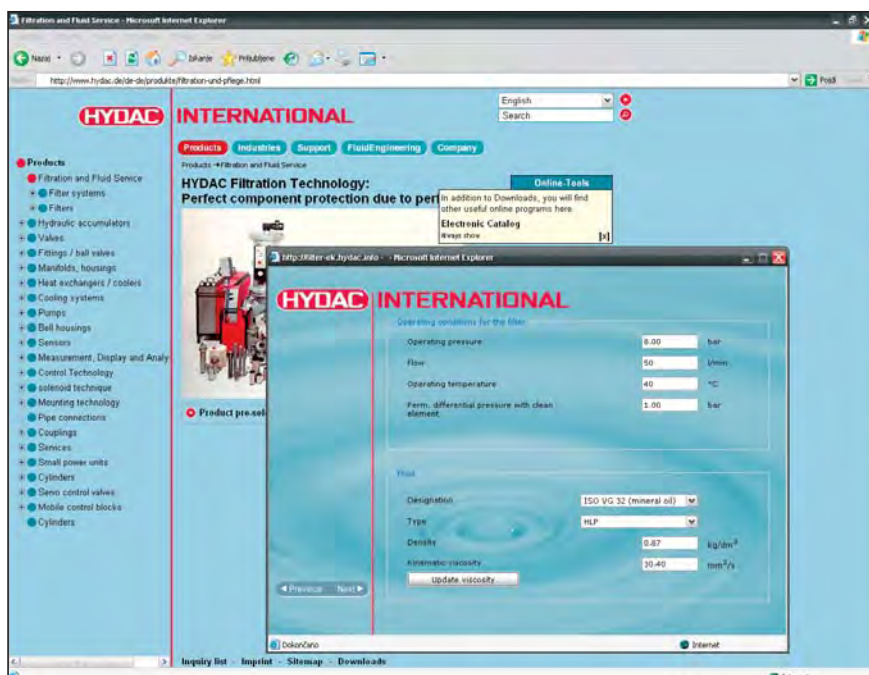 Filtration and Fluid Service - Microsoft Internet Explorer
Nazaj
Iskanje
Priljubljene
http://www.hydac.de/de-de/produkte/filtration-und-pflege.html
Pojdi
HYDAC INTERNATIONAL
English
Search
Products Industries Support FluidEngineering Company
Products → Filtration and Fluid Service
Products
Filtration and Fluid Service
Filter systems
Filters
Hydraulic accumulators
Valves
Fittings / ball valves
Manifolds, housings
Heat exchangers / coolers
Cooling systems
Pumps
Bell housings
Sensors
Measurement, Display and Analy
Control Technology
solenoid technique
Mounting technology
Pipe connections
Couplings
Services
Small power units
Cylinders
Servo control valves
Mobile control blocks
Cylinders
HYDAC Filtration Technology:
Perfect component protection due to perf
Online-Tools
In addition to Downloads, you will find
other useful online programs here
Electronic Catalog
Always show [x]
Product pre-sel
http://filter-ek.hydac.info - - Microsoft Internet Explorer
HYDAC INTERNATIONAL
Operating conditions for the filter
Operating pressure 8.00 bar
Flow 50 l/min
Operating temperature 40 °C
Perm. differential pressure with clean 1.00 bar
element
Fluid
Designation ISO VG 32 (mineral oil)
Type HLP
Density 0.87 kg/dm³
Kinematic viscosity 30.40 mm²/s
Update viscosity
Previous Next
Dokončano Internet
Inquiry list - Imprint - Sitemap - Downloads